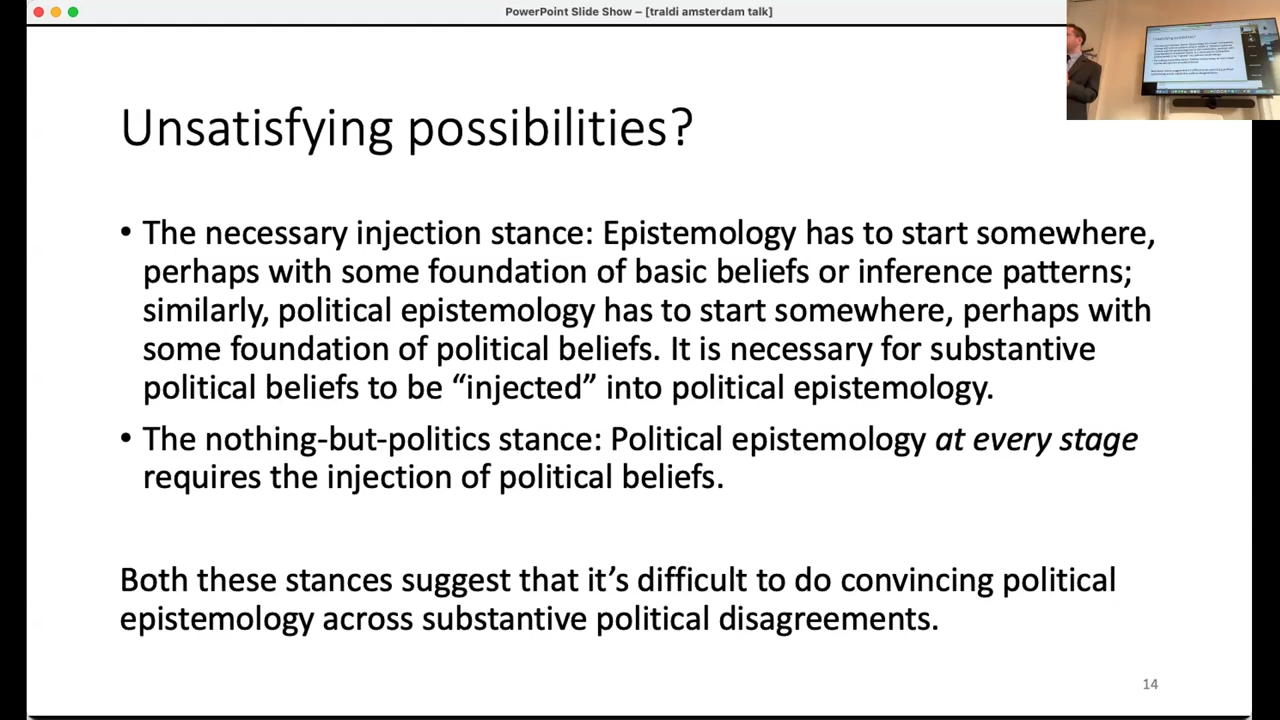 PowerPoint Slide Show – [traldi amsterdam talk]
Unsatisfying possibilities?
• The necessary injection stance: Epistemology has to start somewhere,
perhaps with some foundation of basic beliefs or inference patterns;
similarly, political epistemology has to start somewhere, perhaps with
some foundation of political beliefs. It is necessary for substantive
political beliefs to be “injected” into political epistemology.
• The nothing-but-politics stance: Political epistemology at every stage
requires the injection of political beliefs.
Both these stances suggest that it’s difficult to do convincing political
epistemology across substantive political disagreements.
14
Unsatisfying possibilities?